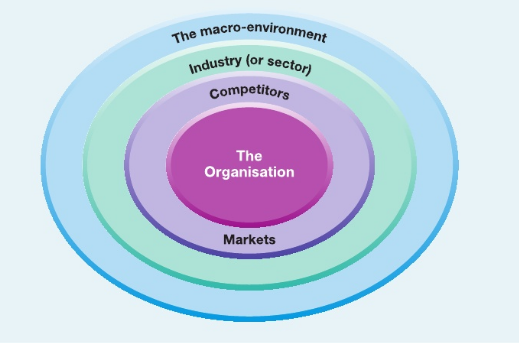 The macro-environment
Industry (or sector)
Competitors
The
Organisation
Markets